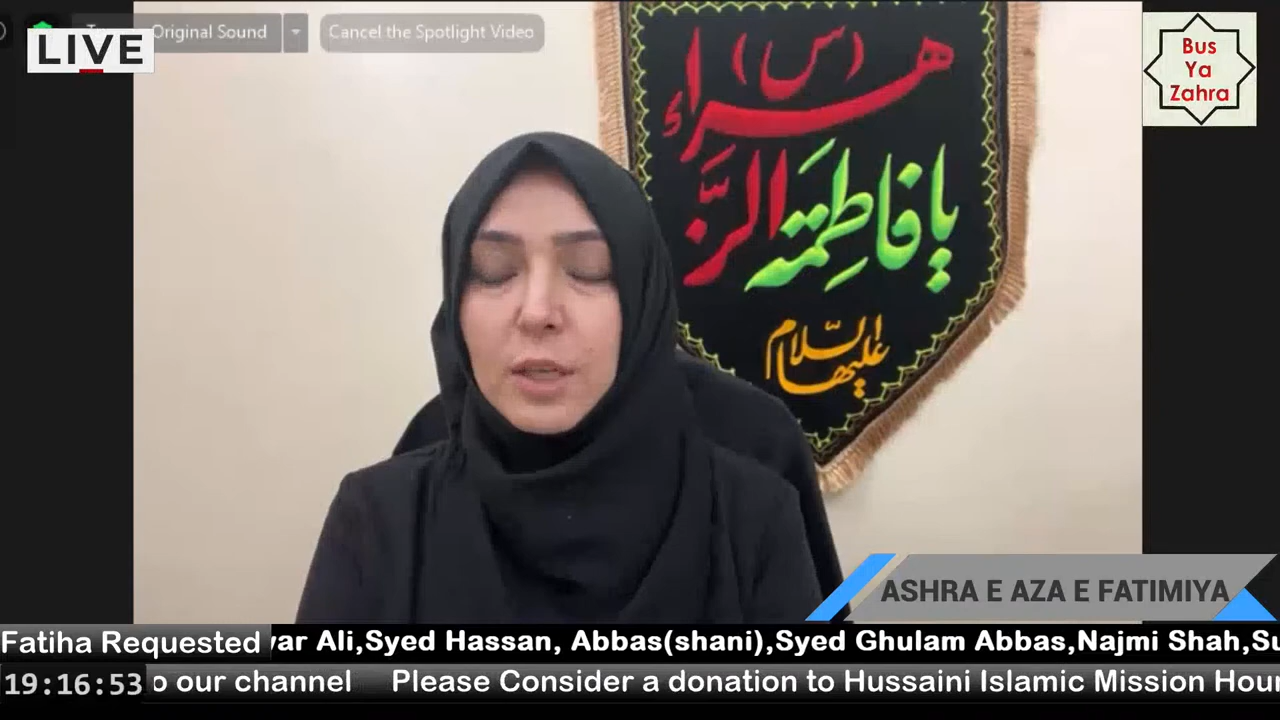 Original Sound
Cancel the Spotlight Video
LIVE
Bus
Ya
Zahra
(س)
يا فاطمة الزهراء
عليها السلام
ASHRA E AZA E FATIMIYA
Fatiha Requested
Ali,Syed Hassan, Abbas(shani),Syed Ghulam Abbas,Najmi Shah,
19:16:53
our channel Please Consider a donation to Hussaini Islamic Mission